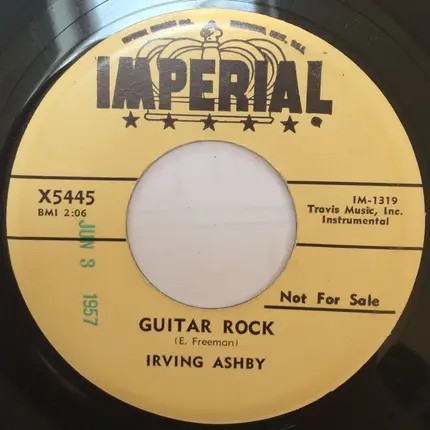 IMPERIAL
X5445
BMI 2:06
IM-1319
Travis Music, Inc.
Instrumental
JUN 8 1957
Not For Sale
GUITAR ROCK
(E. Freeman)
IRVING ASHBY